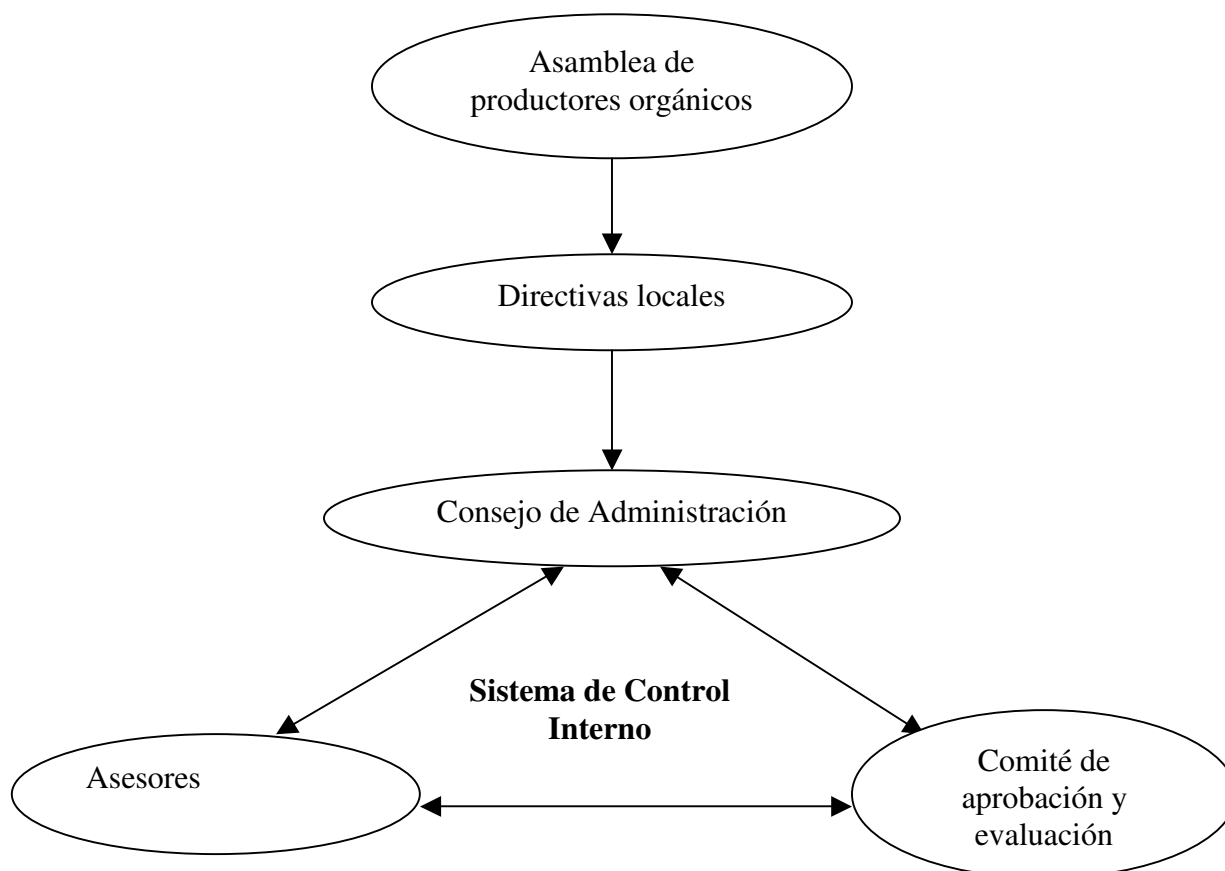 Asamblea de
productores orgánicos
Directivas locales
Consejo de Administración
Sistema de Control
Interno
Asesores
Comité de
aprobación y
evaluación